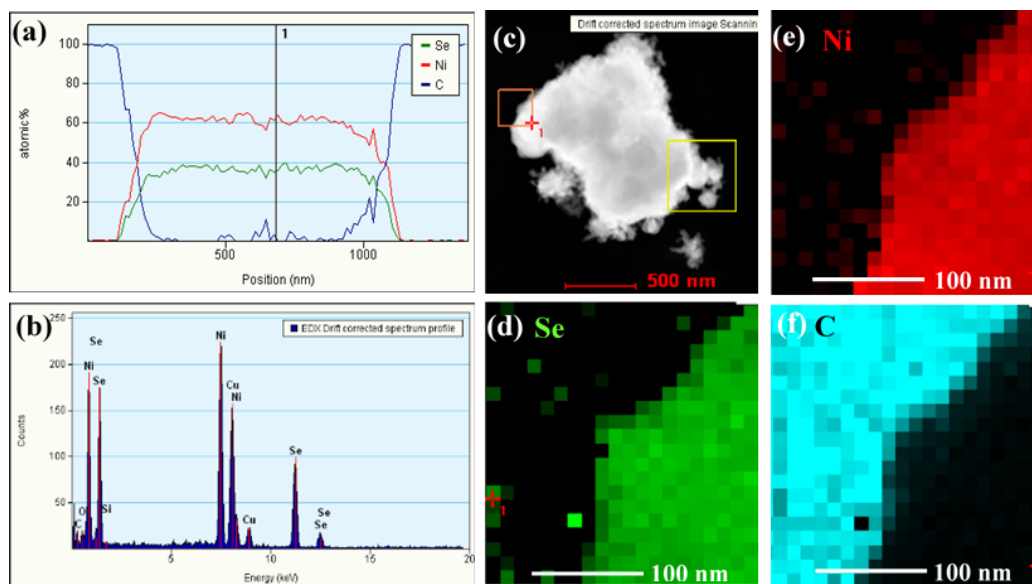 (a)
1
Se
Ni
C
100
80
60
40
20
atomic%
500
1000
Position (nm)
(b)
EDX Drift corrected spectrum profile
250
200
150
100
50
Counts
Se
Ni
Se
Si
O
C
Ni
Cu
Ni
Cu
Se
Se
Se
5
10
15
20
Energy (keV)
(c)
Drift corrected spectrum image Scannin
1
500 nm
(d) Se
1
100 nm
(e) Ni
100 nm
(f) C
100 nm